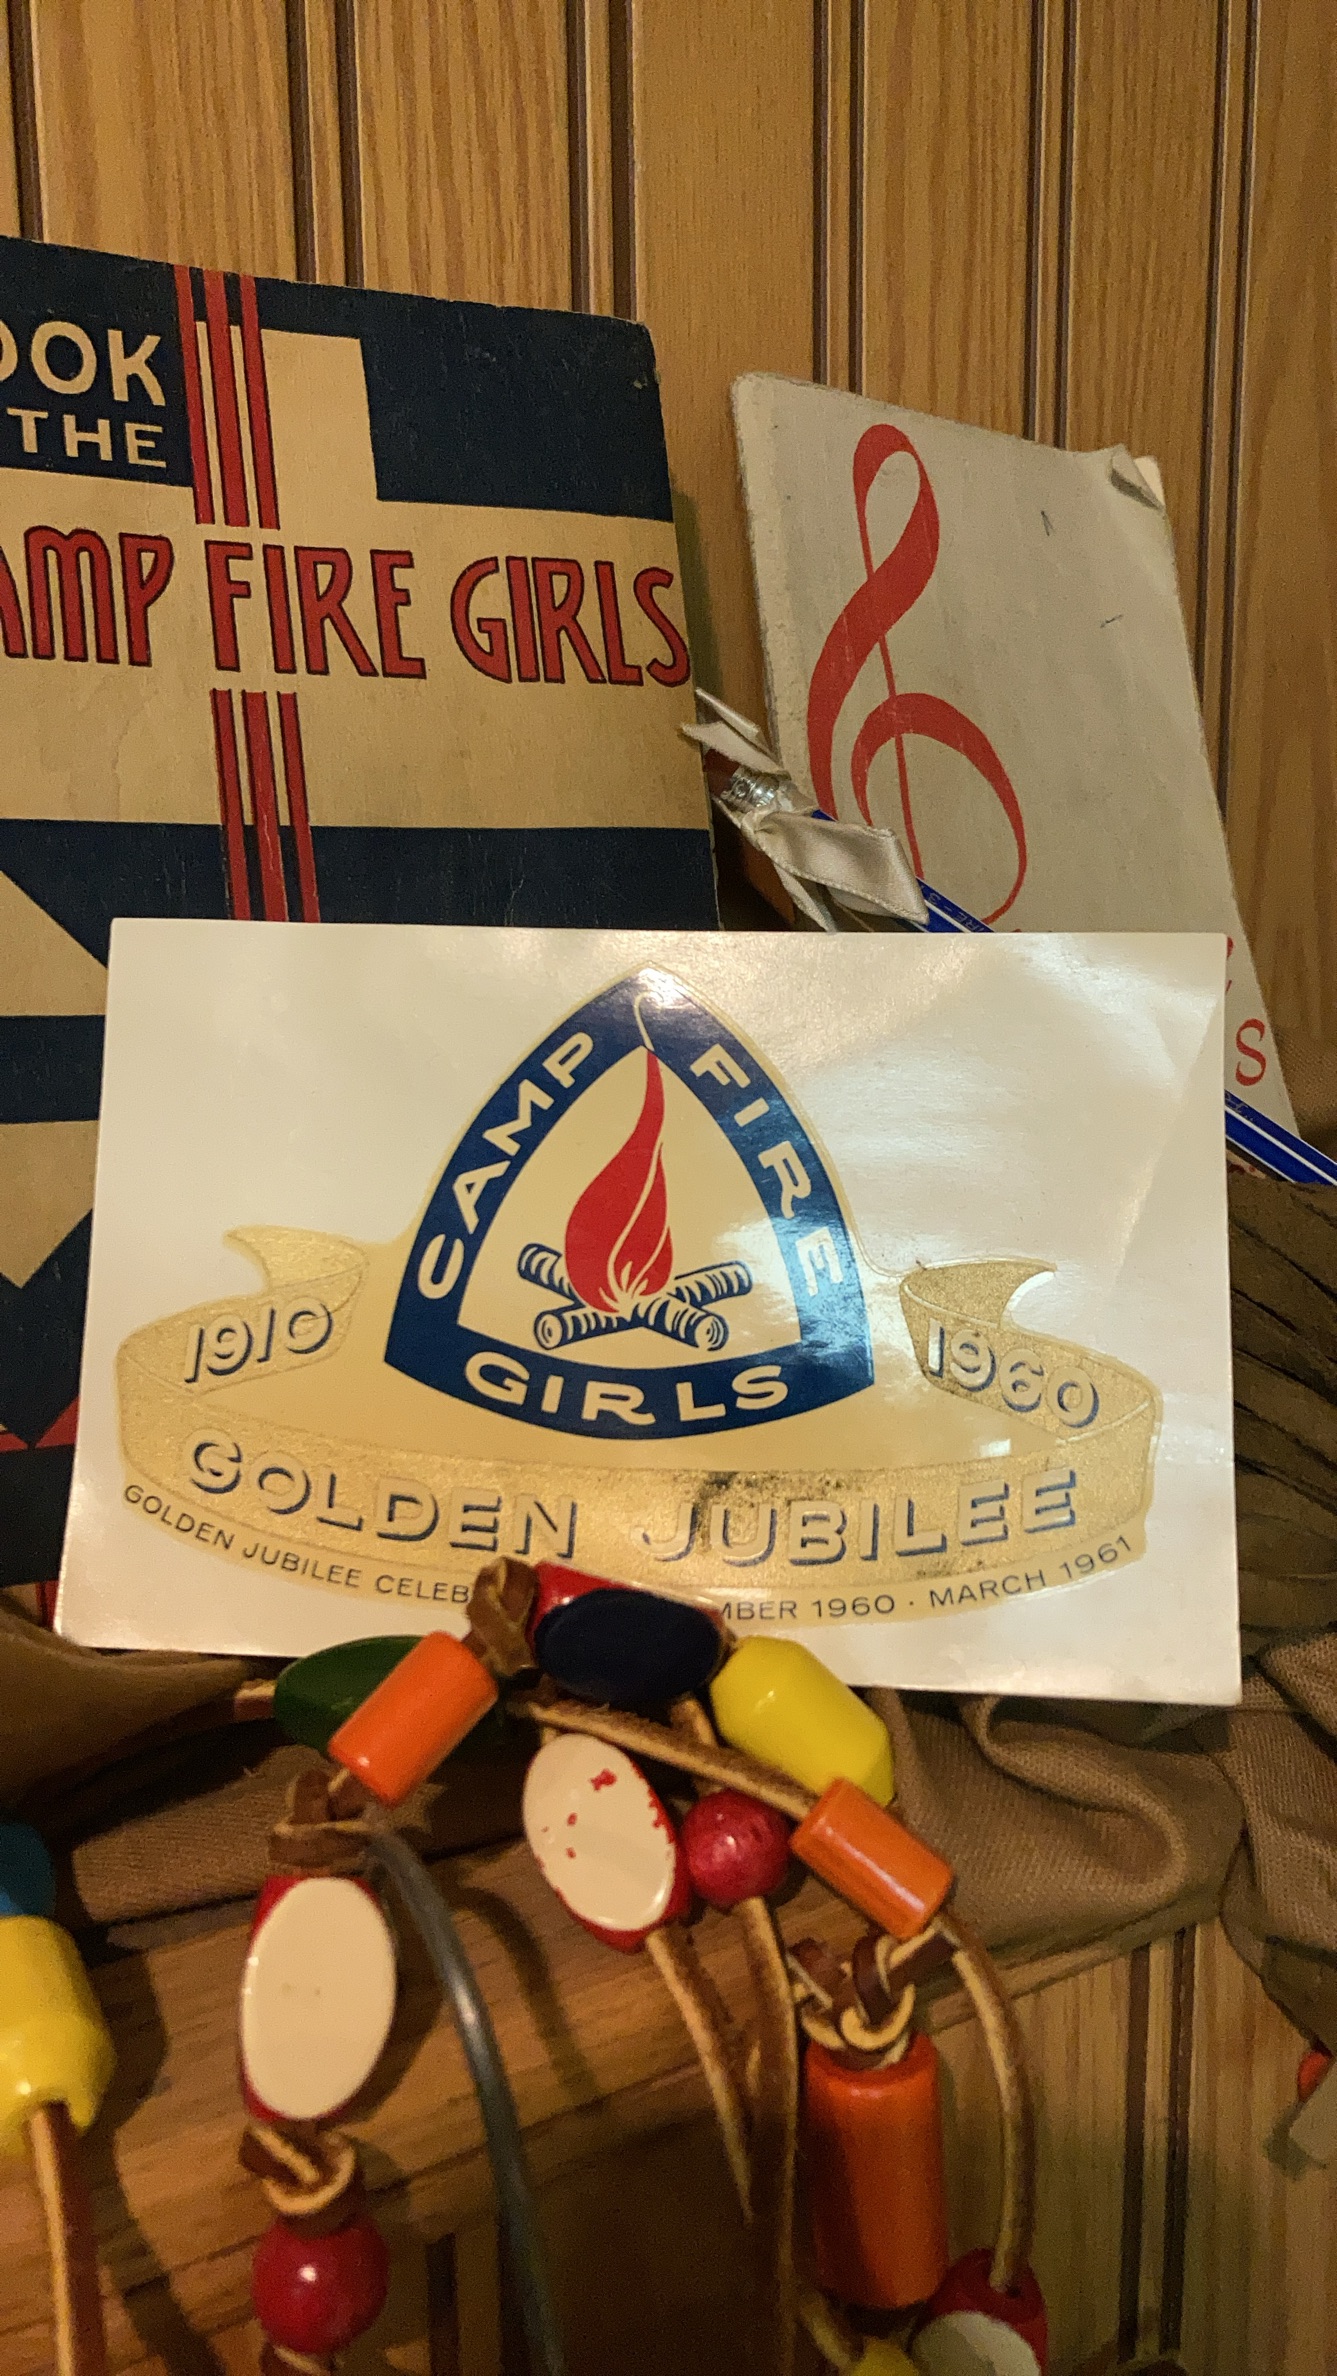 OOK
THE
AMP FIRE GIRLS
S
CAMP FIRE
GIRLS
1910
1960
GOLDEN JUBILEE
GOLDEN JUBILEE CELEB MBER 1960 · MARCH 1961